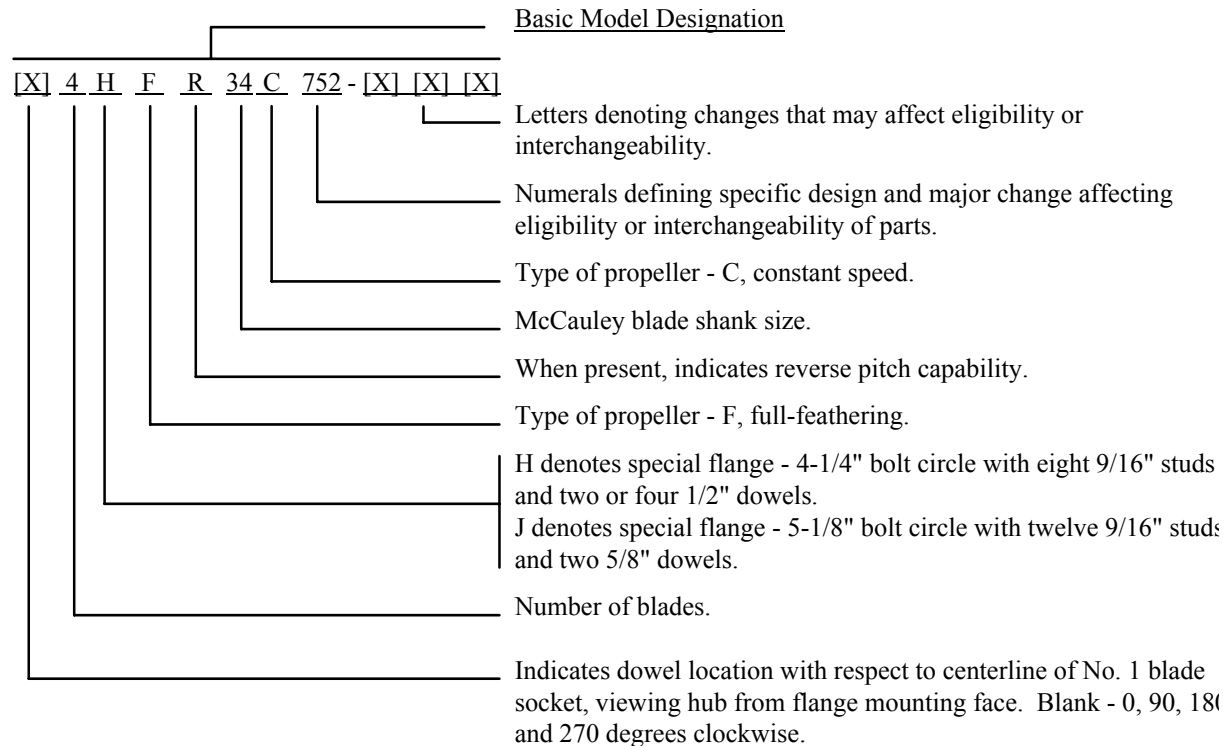 Basic Model Designation
[X] 4 H F R 34 C 752 - [X] [X] [X]
Letters denoting changes that may affect eligibility or
interchangeability.
Numerals defining specific design and major change affecting
eligibility or interchangeability of parts.
Type of propeller - C, constant speed.
McCauley blade shank size.
When present, indicates reverse pitch capability.
Type of propeller - F, full-feathering.
H denotes special flange - 4-1/4" bolt circle with eight 9/16" studs
and two or four 1/2" dowels.
J denotes special flange - 5-1/8" bolt circle with twelve 9/16" studs
and two 5/8" dowels.
Number of blades.
Indicates dowel location with respect to centerline of No. 1 blade
socket, viewing hub from flange mounting face. Blank - 0, 90, 180
and 270 degrees clockwise.